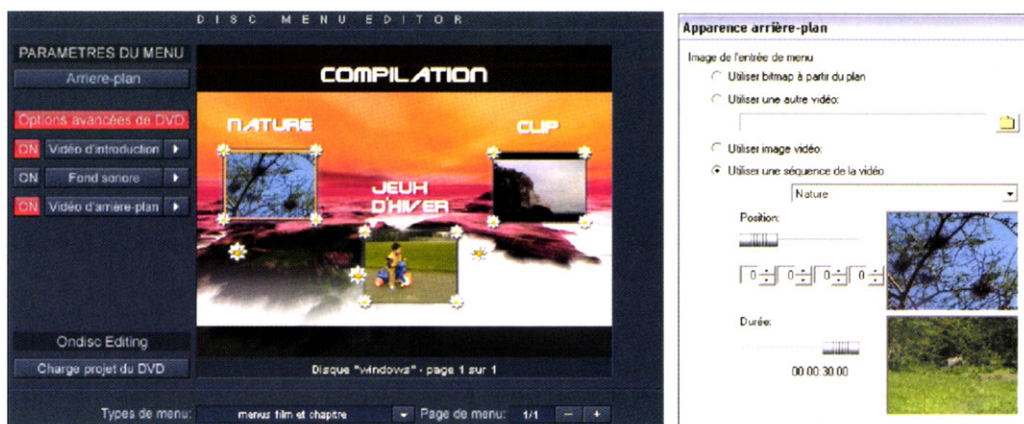 DISC MENU EDITOR
PARAMETRES DU MENU
Arriere-plan
Options avancées de DVD
ON Vidéo d'introduction
ON Fond sonore
ON Vidéo d'arrière-plan
Ondisc Editing
Charge projet du DVD
COMPILATION
NATURE
CLIP
JEUX
D'HIVER
Disque "windows" - page 1 sur 1
Types de menu: menus film et chapitre Page de menu: 1/1 - +
Apparence arrière-plan
Image de l'entrée de menu
Utiliser bitmap à partir du plan
Utiliser une autre vidéo:
Utiliser image vidéo:
Utiliser une séquence de la vidéo
Nature
Position:
0 0 0 0
Durée:
00:00:30:00